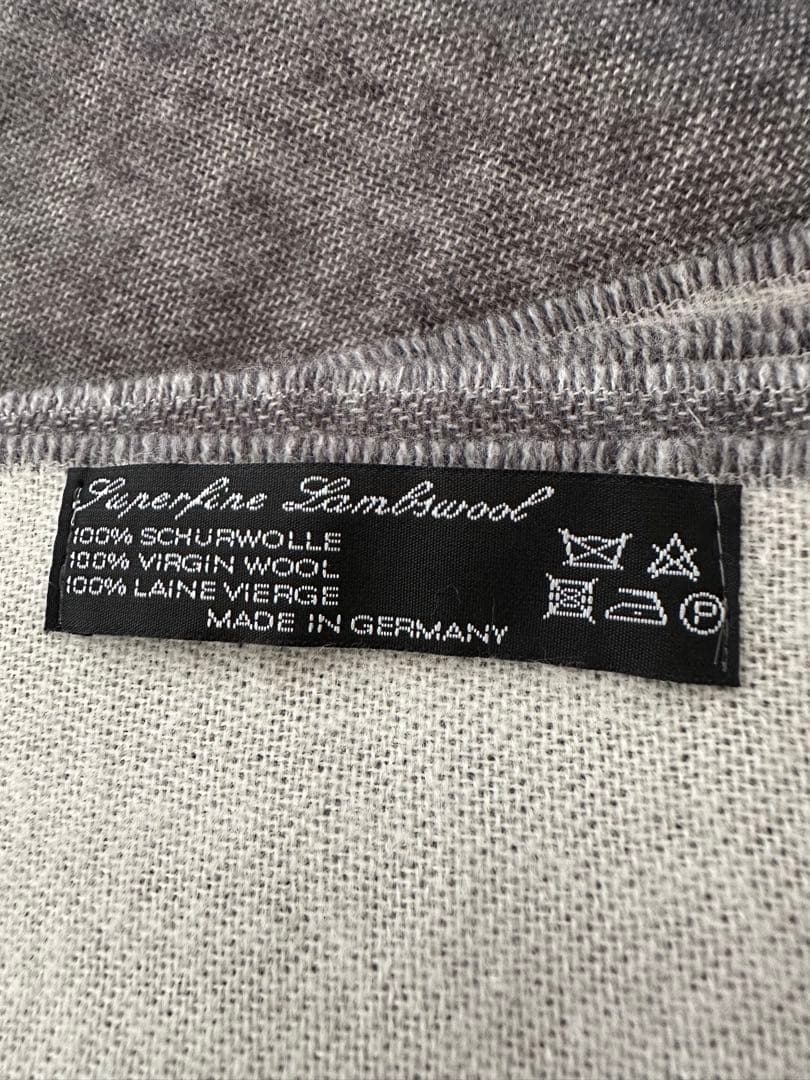 Superfine Lambswool
100% SCHURWOLLE
100% VIRGIN WOOL
100% LAINE VIERGE
MADE IN GERMANY
P